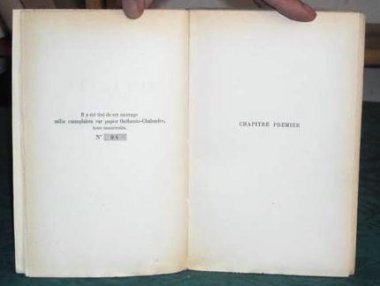 Il a été tiré de cet ouvrage
mille exemplaires sur papier Outhenin-Chalandre,
tous numérotés.
N°
CHAPITRE PREMIER